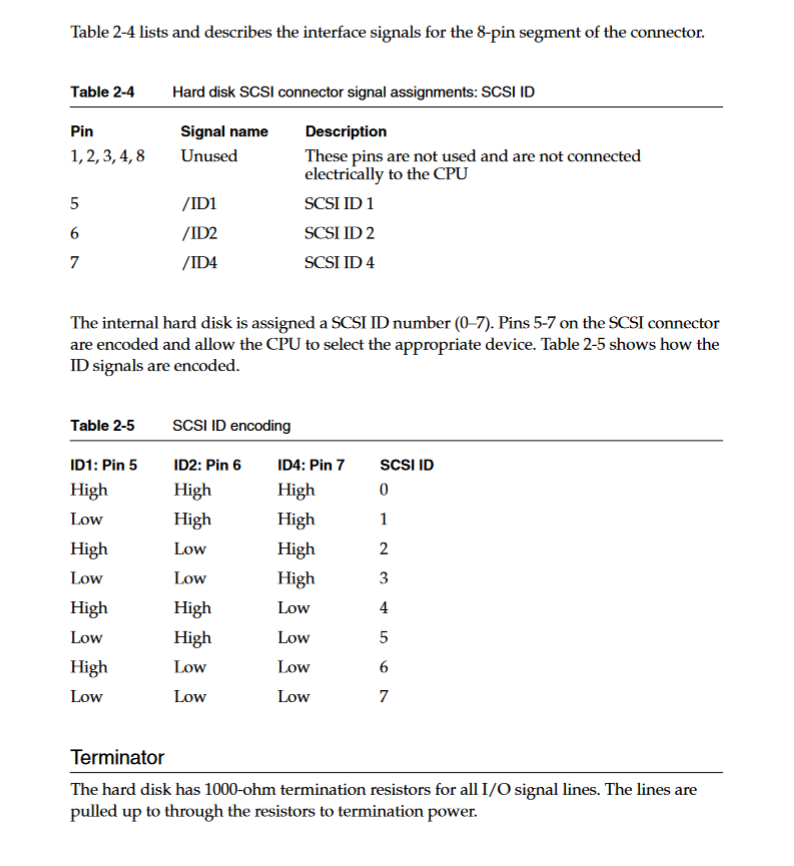 Table 2-4 lists and describes the interface signals for the 8-pin segment of the connector.
Table 2-4 Hard disk SCSI connector signal assignments: SCSI ID
Pin Signal name Description
1, 2, 3, 4, 8 Unused These pins are not used and are not connected
electrically to the CPU
5 /ID1 SCSI ID 1
6 /ID2 SCSI ID 2
7 /ID4 SCSI ID 4
The internal hard disk is assigned a SCSI ID number (0–7). Pins 5-7 on the SCSI connector
are encoded and allow the CPU to select the appropriate device. Table 2-5 shows how the
ID signals are encoded.
Table 2-5 SCSI ID encoding
ID1: Pin 5 ID2: Pin 6 ID4: Pin 7 SCSI ID
High High High 0
Low High High 1
High Low High 2
Low Low High 3
High High Low 4
Low High Low 5
High Low Low 6
Low Low Low 7
Terminator
The hard disk has 1000-ohm termination resistors for all I/O signal lines. The lines are
pulled up to through the resistors to termination power.